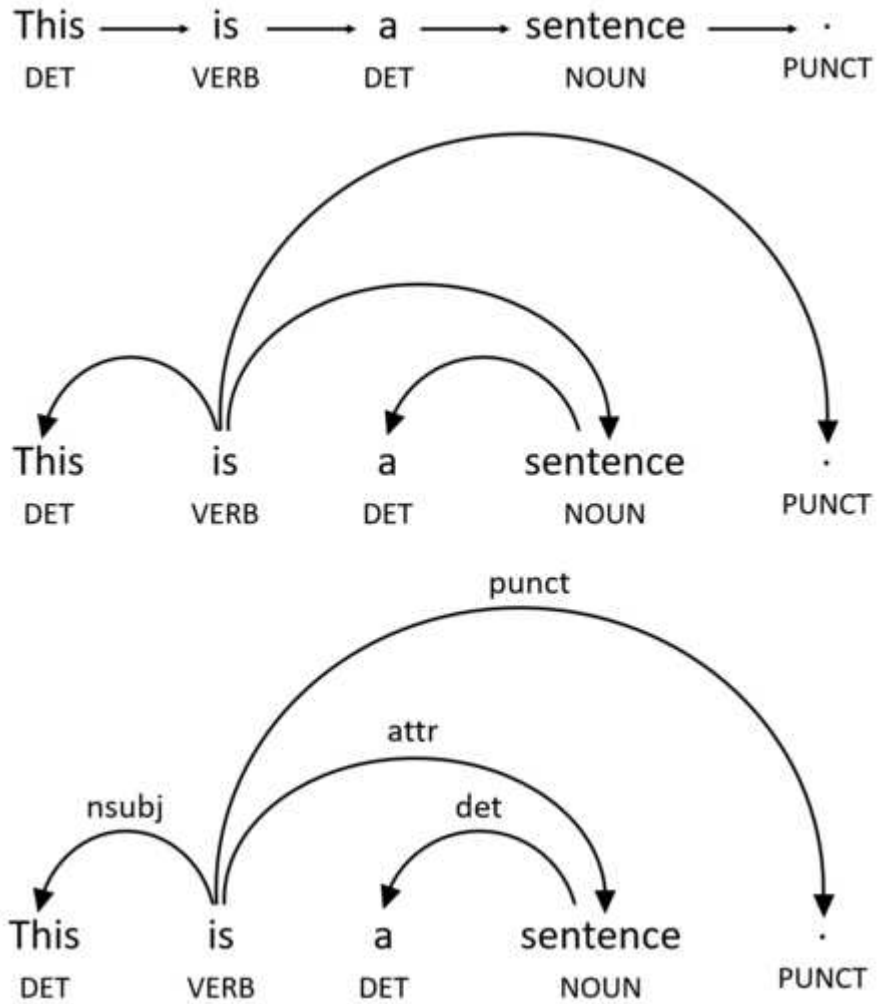 This is a sentence .
DET VERB DET NOUN PUNCT
This is a sentence .
DET VERB DET NOUN PUNCT
punct
attr
nsubj det
This is a sentence .
DET VERB DET NOUN PUNCT